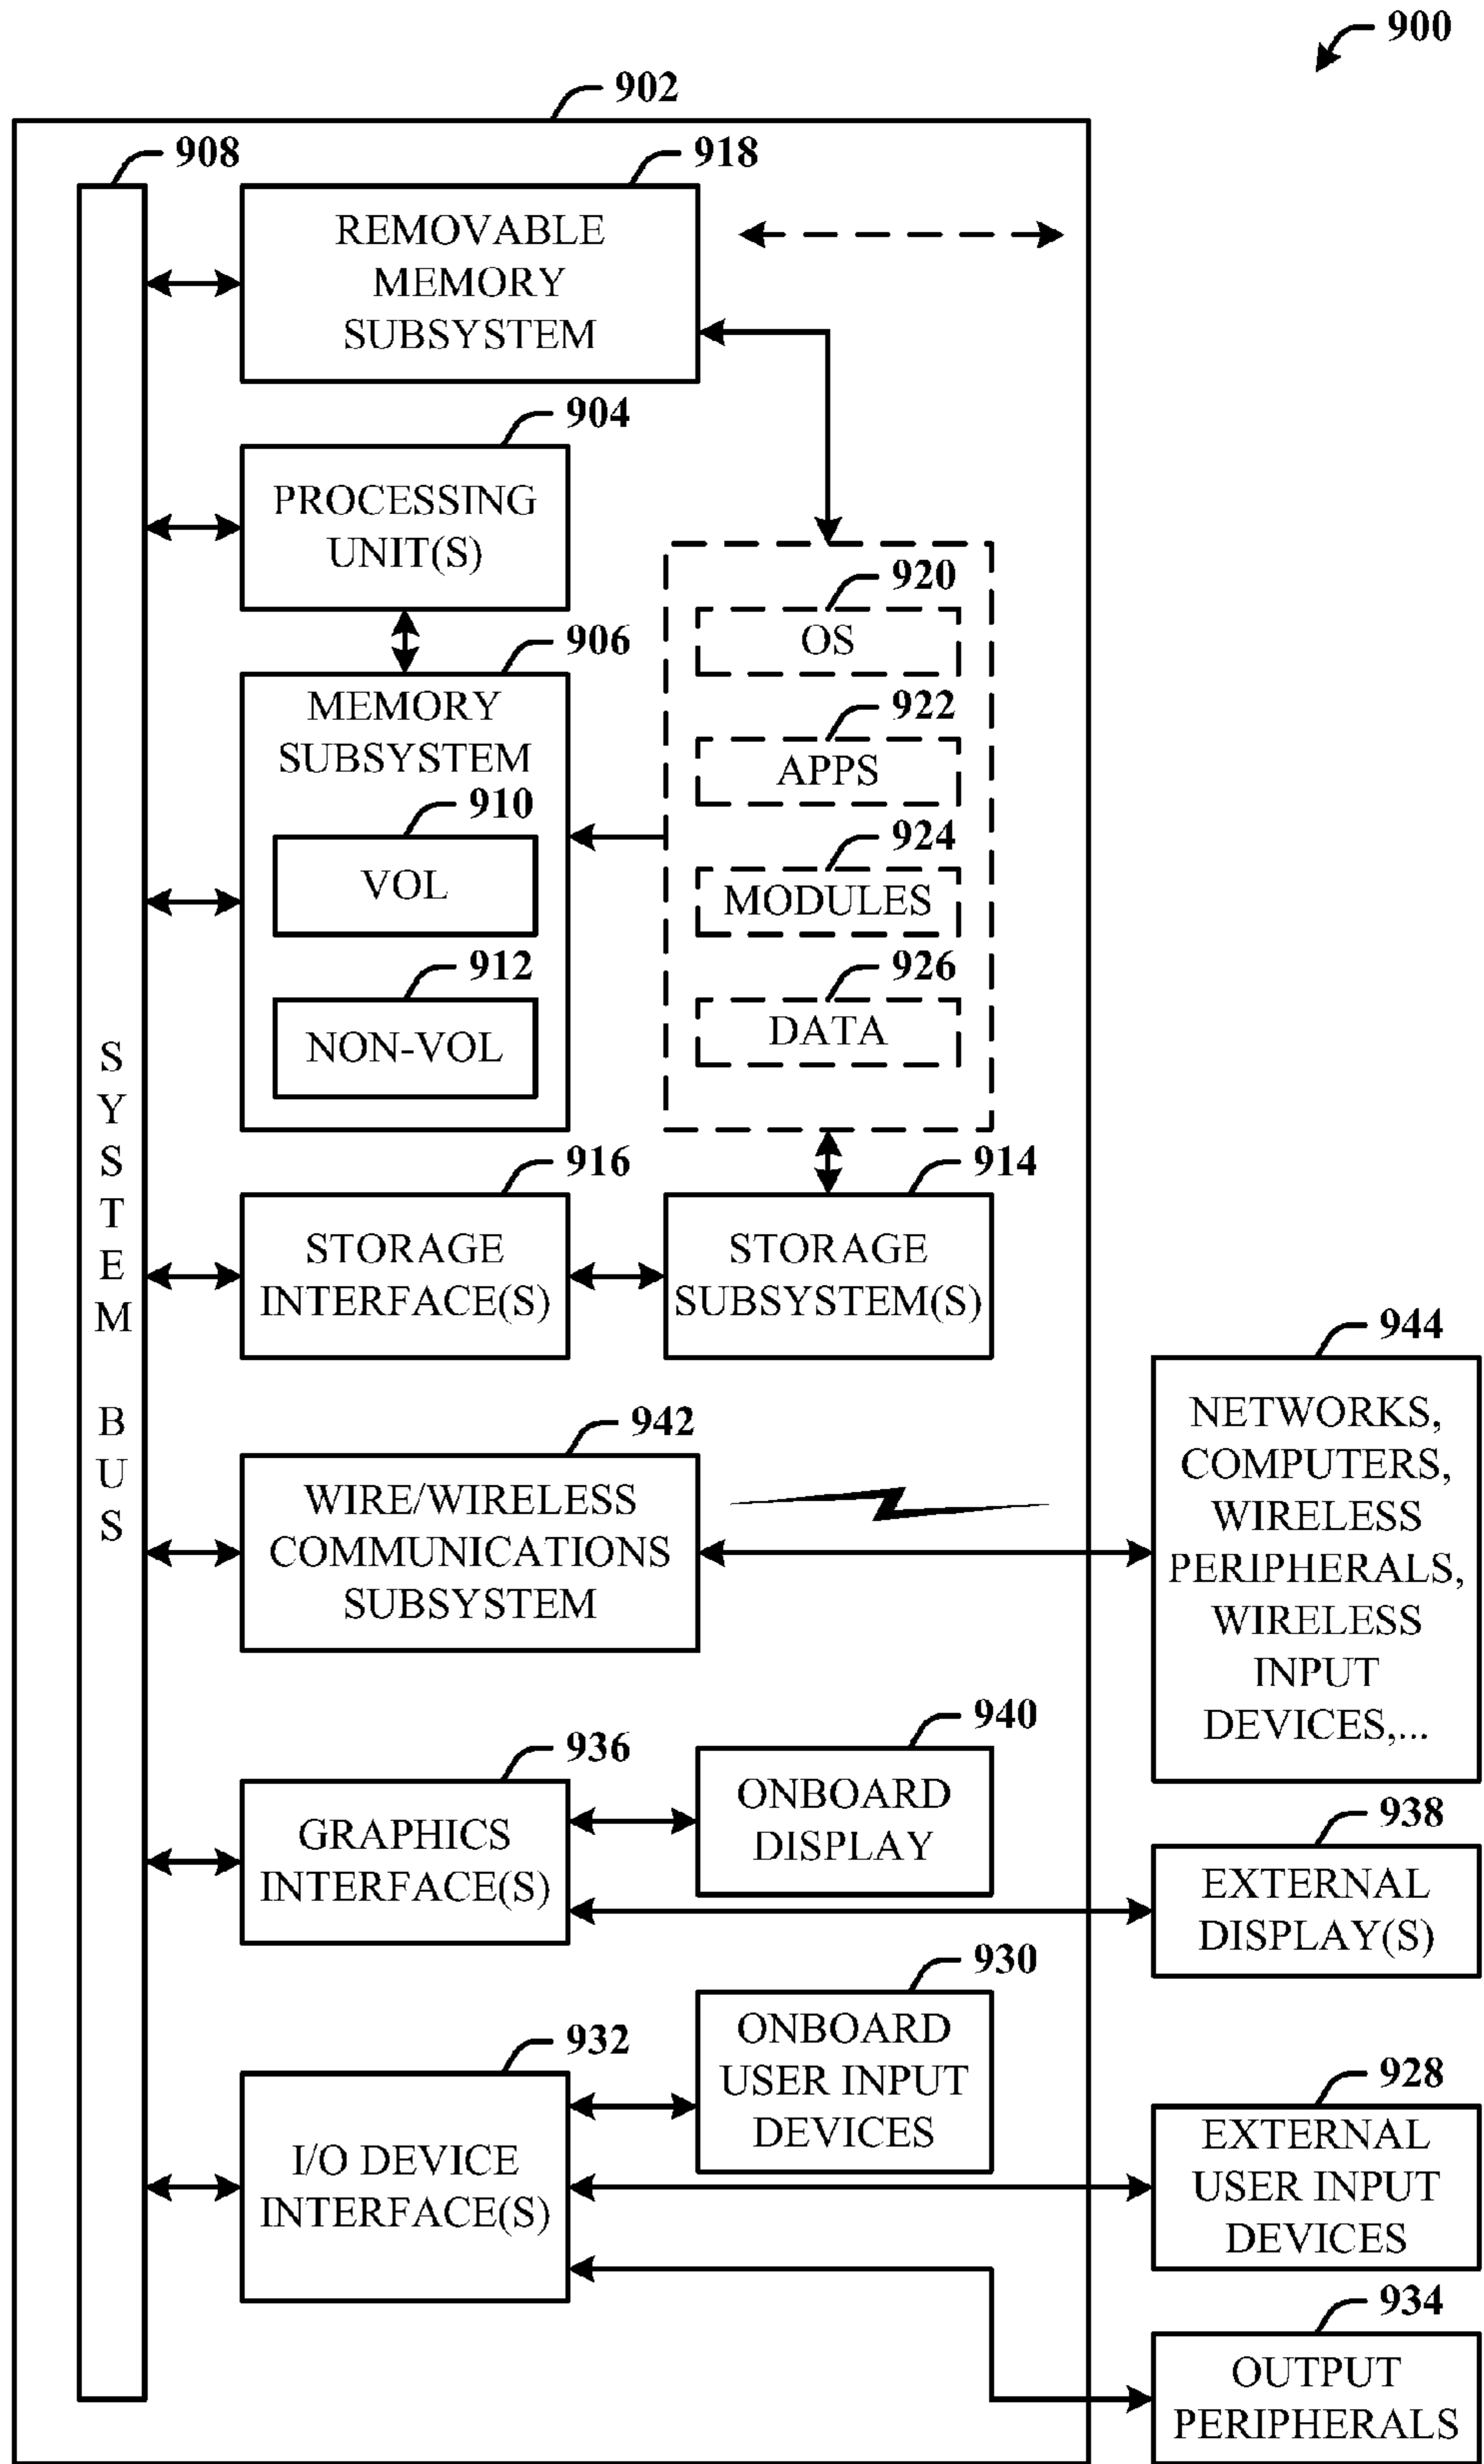 900
902
908
918
REMOVABLE
MEMORY
SUBSYSTEM
904
PROCESSING
UNIT(S)
906
MEMORY
SUBSYSTEM
910
VOL
912
NON-VOL
920
OS
922
APPS
924
MODULES
926
DATA
S
Y
S
T
E
M
B
U
S
916
STORAGE
INTERFACE(S)
914
STORAGE
SUBSYSTEM(S)
942
WIRE/WIRELESS
COMMUNICATIONS
SUBSYSTEM
944
NETWORKS,
COMPUTERS,
WIRELESS
PERIPHERALS,
WIRELESS
INPUT
DEVICES,...
936
GRAPHICS
INTERFACE(S)
940
ONBOARD
DISPLAY
938
EXTERNAL
DISPLAY(S)
932
I/O DEVICE
INTERFACE(S)
930
ONBOARD
USER INPUT
DEVICES
928
EXTERNAL
USER INPUT
DEVICES
934
OUTPUT
PERIPHERALS